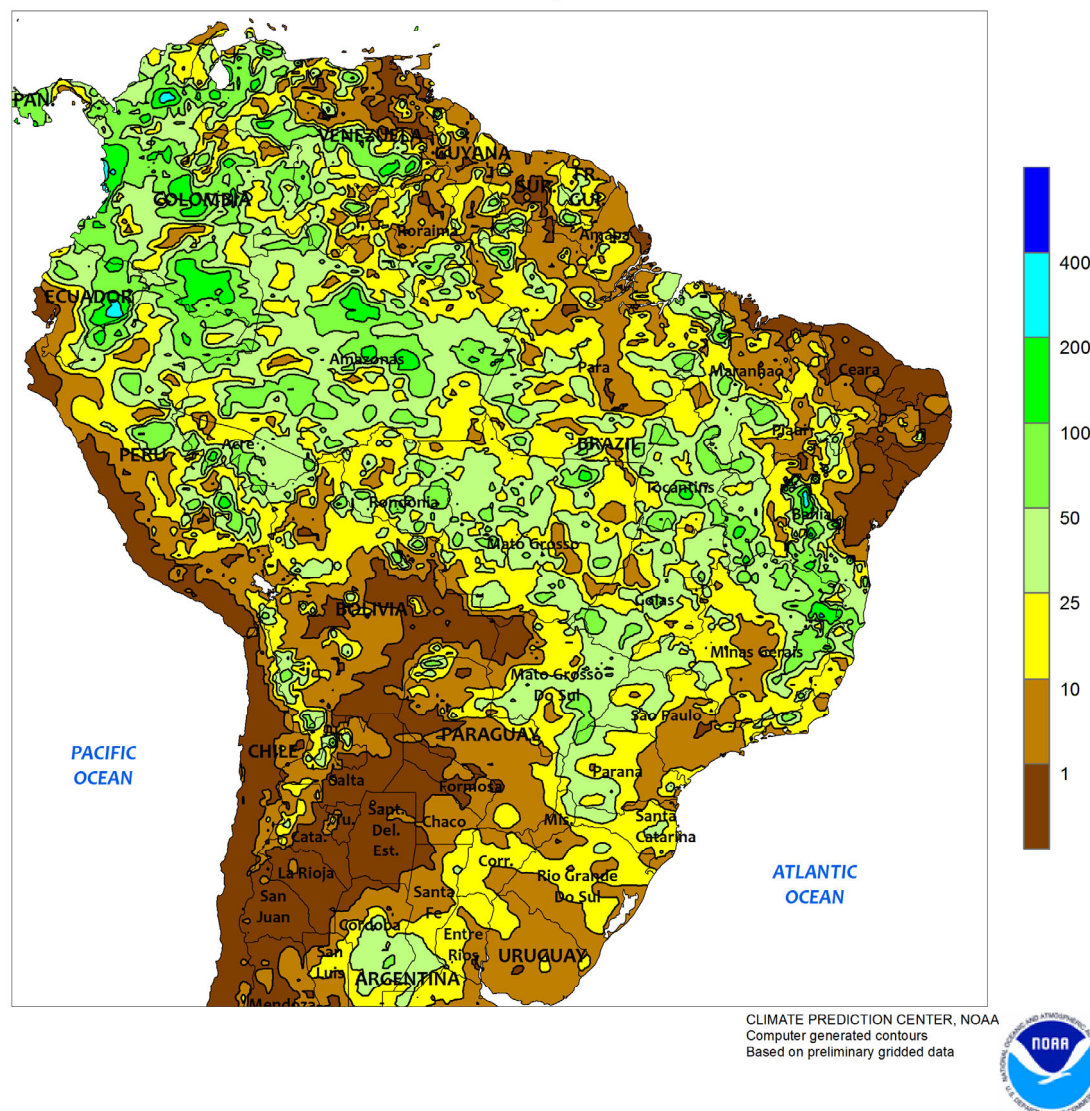 PAN.
VENEZUELA
GUYANA
SUR.
FR.
GUI.
COLOMBIA
Roraima
Amapa
ECUADOR
Amazonas
Para
Maranhao
Ceara
PERU
Acre
BRAZIL
Piaui
Rondonia
Tocantins
Bahia
Mato Grosso
BOLIVIA
Goias
Minas Gerais
Mato Grosso
Do Sul
Sao Paulo
PACIFIC
OCEAN
CHILE
PARAGUAY
Salta
Formosa
Parana
Tu.
Sant.
Del.
Est.
Chaco
Mis.
Santa
Catarina
Cata.
La Rioja
Corr.
Rio Grande
Do Sul
ATLANTIC
OCEAN
San
Juan
Santa
Fe
Cordoba
Entre
Rios
URUGUAY
San
Luis
ARGENTINA
Mendoza
400
200
100
50
25
10
1
CLIMATE PREDICTION CENTER, NOAA
Computer generated contours
Based on preliminary gridded data
NOAA